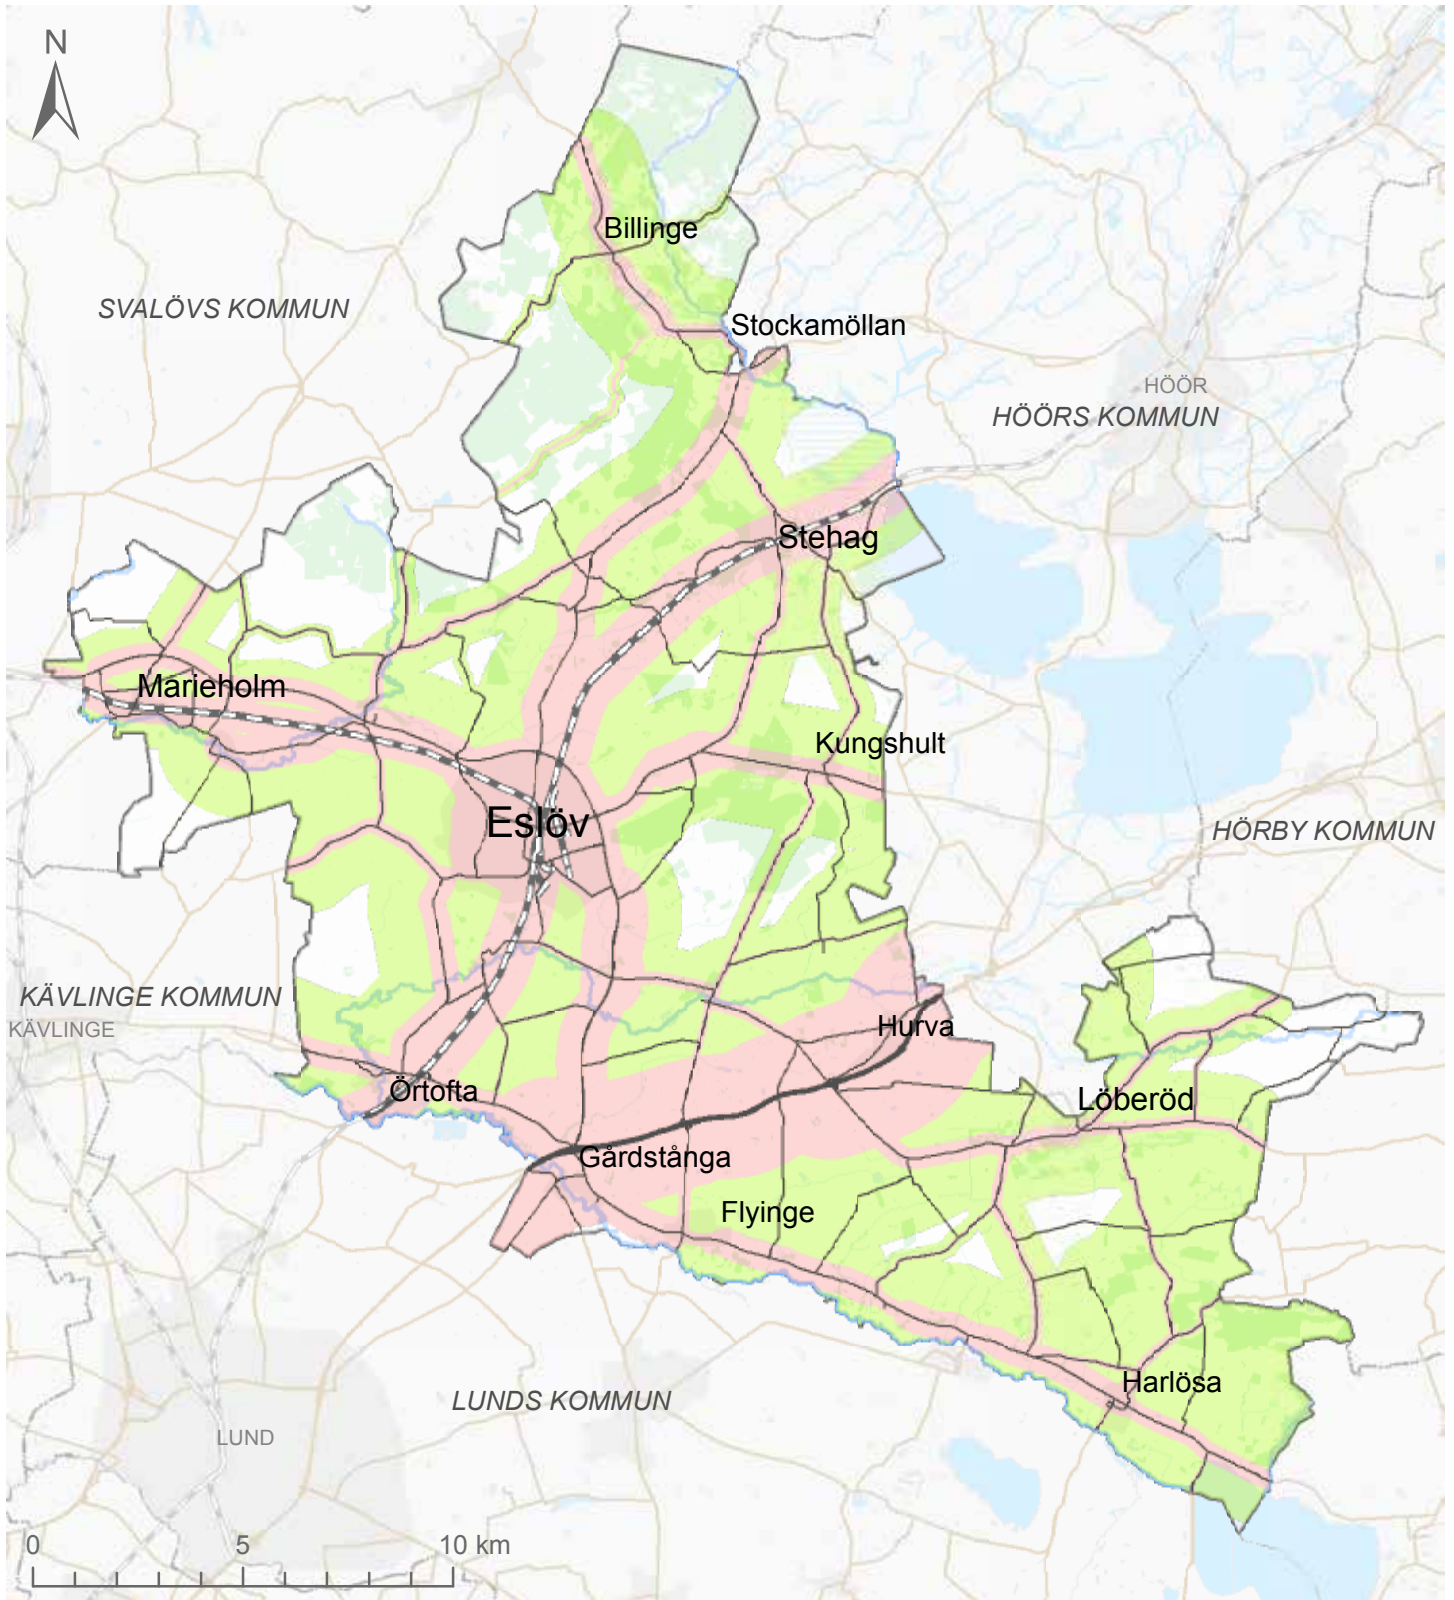 N
Billinge
SVALÖVS KOMMUN
Stockamöllan
HÖÖR
HÖÖRS KOMMUN
Stehag
Marieholm
Kungshult
Eslöv
HÖRBY KOMMUN
KÄVLINGE KOMMUN
KÄVLINGE
Hurva
Örtofta
Löberöd
Gårdstånga
Flyinge
Harlösa
LUNDS KOMMUN
LUND
0 5 10 km